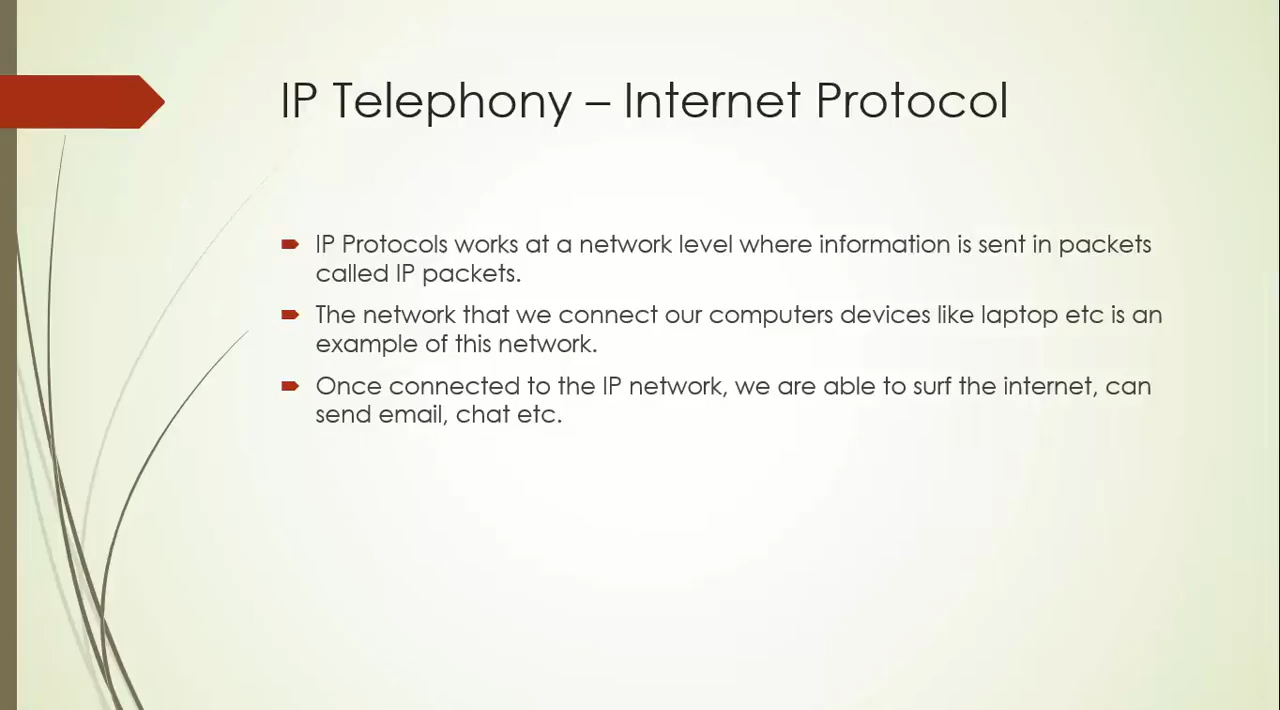 IP Telephony – Internet Protocol
IP Protocols works at a network level where information is sent in packets
called IP packets.
The network that we connect our computers devices like laptop etc is an
example of this network.
Once connected to the IP network, we are able to surf the internet, can
send email, chat etc.